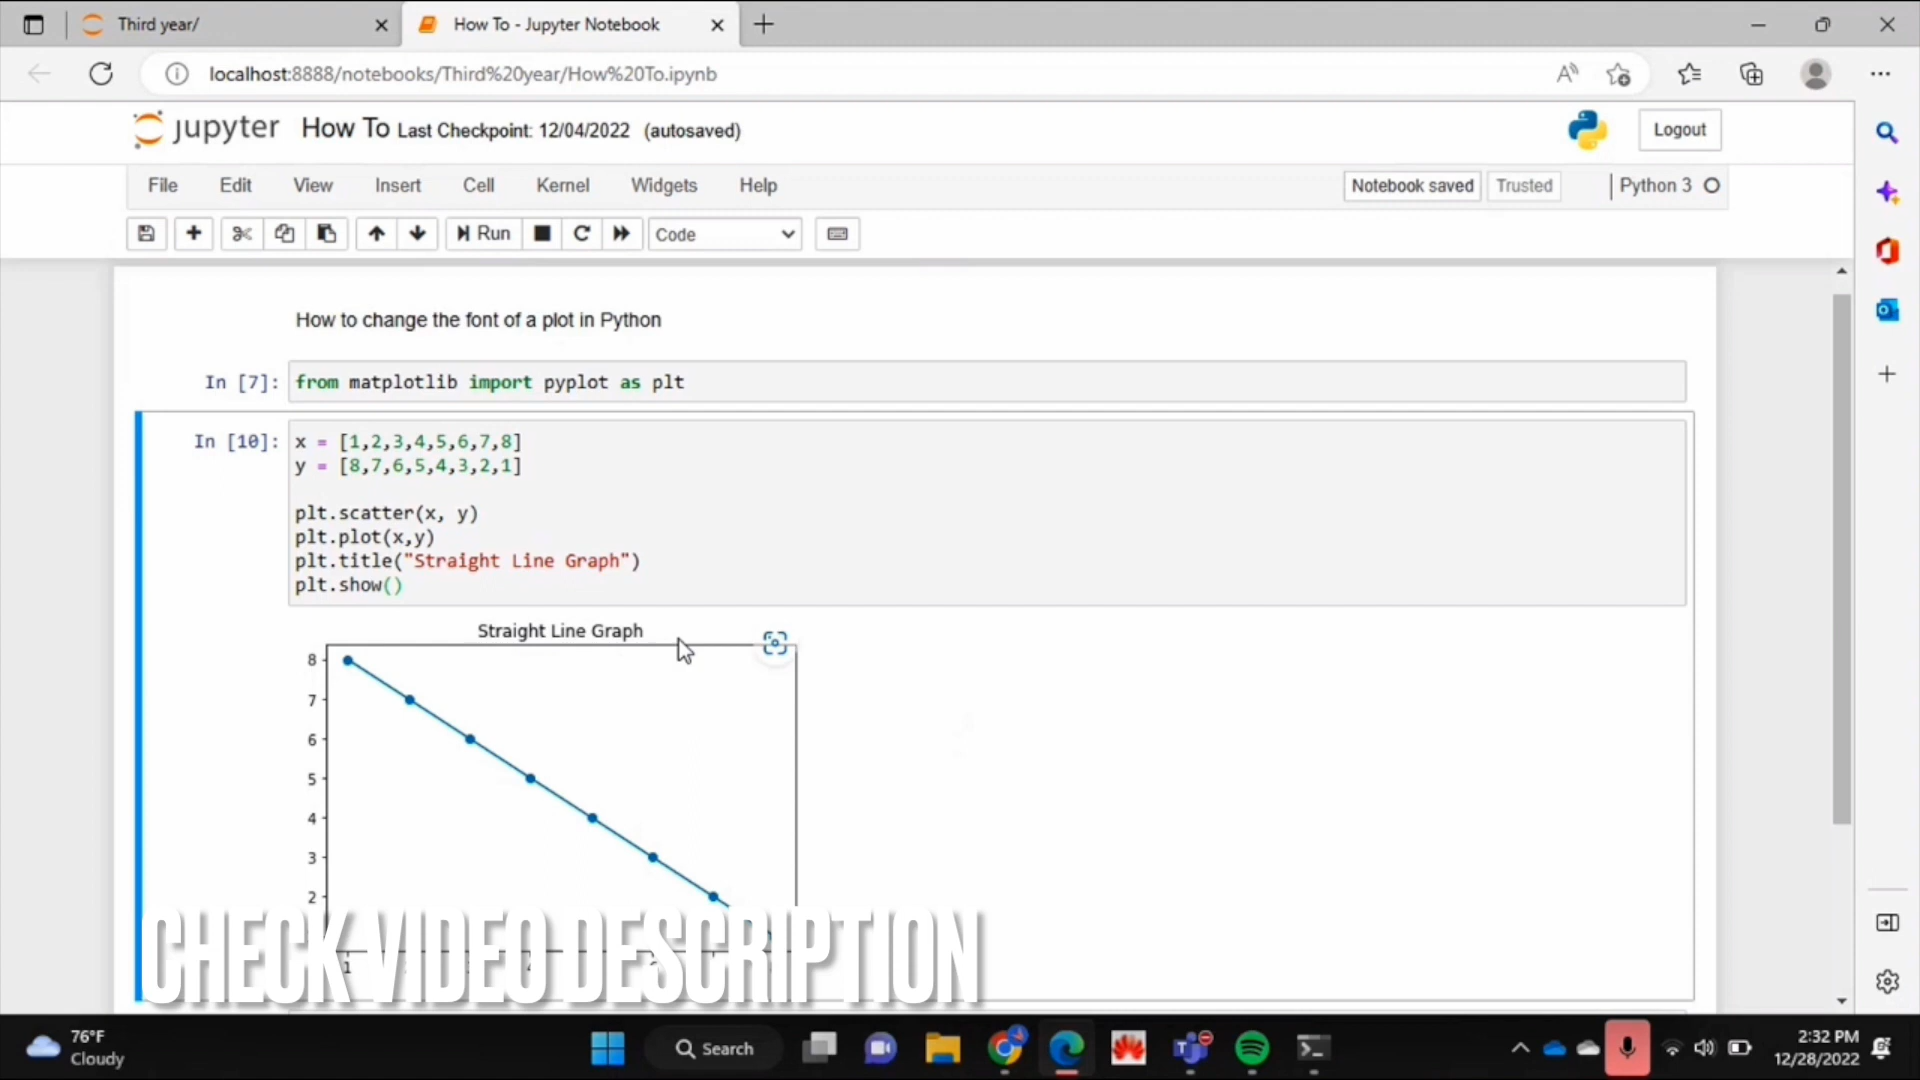 Third year/
How To - Jupyter Notebook
localhost:8888/notebooks/Third%20year/How%20To.ipynb
jupyter How To Last Checkpoint: 12/04/2022 (autosaved)
Logout
File Edit View Insert Cell Kernel Widgets Help
Notebook saved Trusted Python 3
Run Code
How to change the font of a plot in Python
In [7]: from matplotlib import pyplot as plt
In [10]: x = [1,2,3,4,5,6,7,8]
y = [8,7,6,5,4,3,2,1]
plt.scatter(x, y)
plt.plot(x,y)
plt.title("Straight Line Graph")
plt.show()
Straight Line Graph
8
7
6
5
4
3
2
1
CHECK VIDEO DESCRIPTION
76°F
Cloudy
Search
2:32 PM
12/28/2022